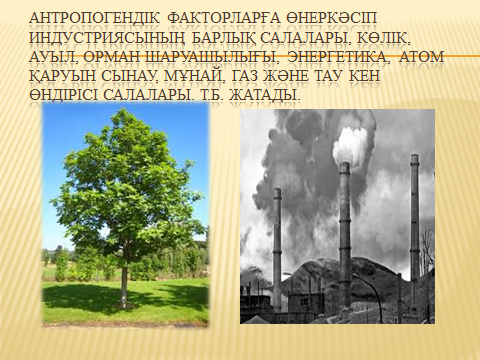 АНТРОПОГЕНДІК ФАКТОРЛАРҒА ӨНЕРКӘСІП
ИНДУСТРИЯСЫНЫҢ БАРЛЫҚ САЛАЛАРЫ, КӨЛІК,
АУЫЛ, ОРМАН ШАРУАШЫЛЫҒЫ, ЭНЕРГЕТИКА, АТОМ
ҚАРУЫН СЫНАУ, МҰНАЙ, ГАЗ ЖӘНЕ ТАУ КЕН
ӨНДІРІСІ САЛАЛАРЫ. Т.Б. ЖАТАДЫ.